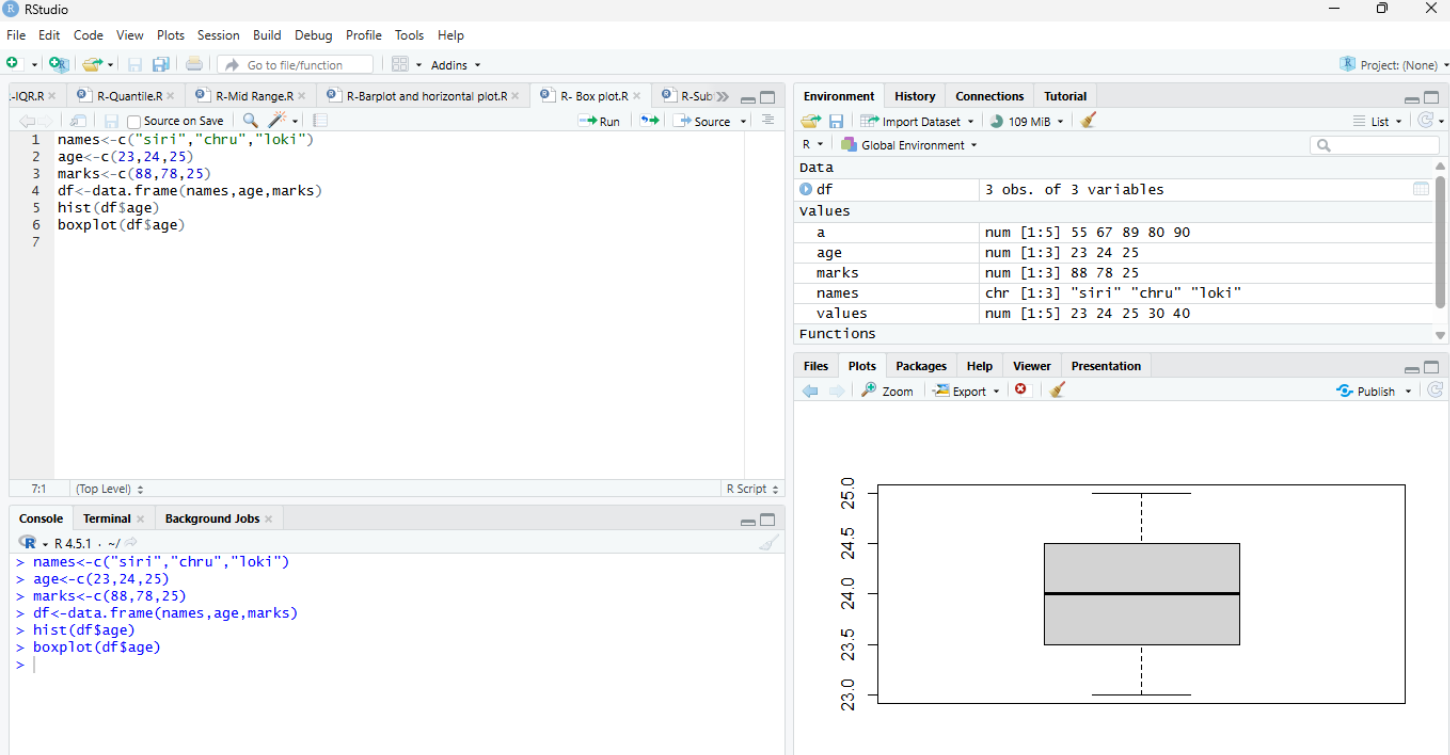 RStudio
File Edit Code View Plots Session Build Debug Profile Tools Help
Go to file/function Addins Project: (None)
.-IQR.R R-Quantile.R R-Mid Range.R R-Barplot and horizontal plot.R R- Box plot.R R-Sub
Source on Save Run Source
1 names<-c("siri","chru","loki")
2 age<-c(23,24,25)
3 marks<-c(88,78,25)
4 df<-data.frame(names,age,marks)
5 hist(df$age)
6 boxplot(df$age)
7
7:1 (Top Level) R Script
Console Terminal Background Jobs
R 4.5.1 · ~/
> names<-c("siri","chru","loki")
> age<-c(23,24,25)
> marks<-c(88,78,25)
> df<-data.frame(names,age,marks)
> hist(df$age)
> boxplot(df$age)
>
Environment History Connections Tutorial
Import Dataset 109 MiB List
R Global Environment
Data
df 3 obs. of 3 variables
Values
a num [1:5] 55 67 89 80 90
age num [1:3] 23 24 25
marks num [1:3] 88 78 25
names chr [1:3] "siri" "chru" "loki"
values num [1:5] 23 24 25 30 40
Functions
Files Plots Packages Help Viewer Presentation
Zoom Export Publish
25.0
24.5
24.0
23.5
23.0